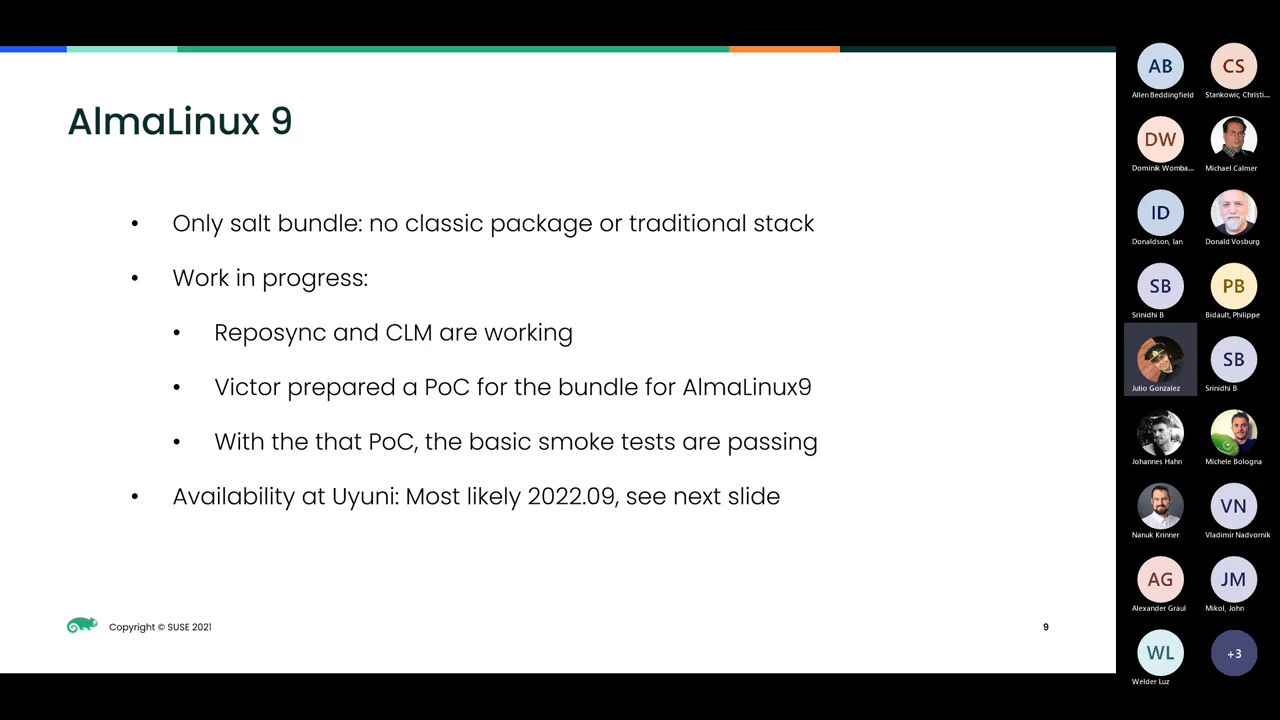 AlmaLinux 9
• Only salt bundle: no classic package or traditional stack
• Work in progress:
• Reposync and CLM are working
• Victor prepared a PoC for the bundle for AlmaLinux9
• With the that PoC, the basic smoke tests are passing
• Availability at Uyuni: Most likely 2022.09, see next slide
Copyright © SUSE 2021
9
AB
CS
Allen Beddingfield
Stankowic, Christi...
DW
Dominik Womba...
Michael Calmer
ID
Donaldson, Ian
Donald Vosburg
SB
PB
Srinidhi B
Bidault, Philippe
SB
Julio Gonzalez
Srinidhi B
Johannes Hahn
Michele Bologna
VN
Nanuk Krinner
Vladimir Nadvornik
AG
JM
Alexander Graul
Mikol, John
WL
+3
Welder Luz